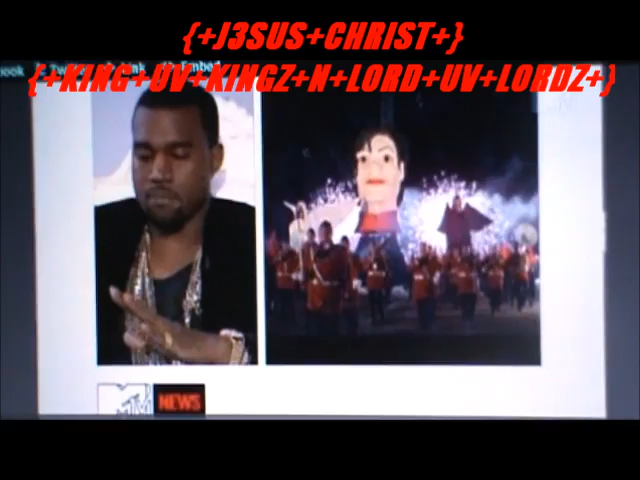 {+J3SUS+CHRIST+}
{+KING+UV+KINGZ+N+LORD+UV+LORDZ+}
MTV NEWS